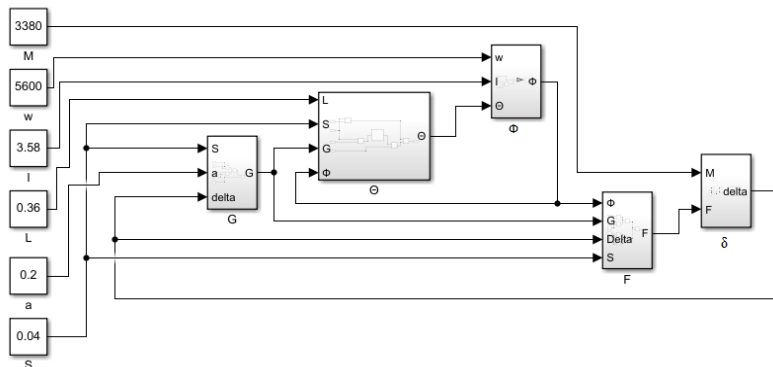 3380
M
5600
w
3.58
I
0.36
L
0.2
a
0.04
S
S
a
delta
G
G
L
S
G
Φ
Θ
Θ
w
I
Θ
Φ
Φ
Φ
G
Delta
S
F
F
M
F
delta
δ